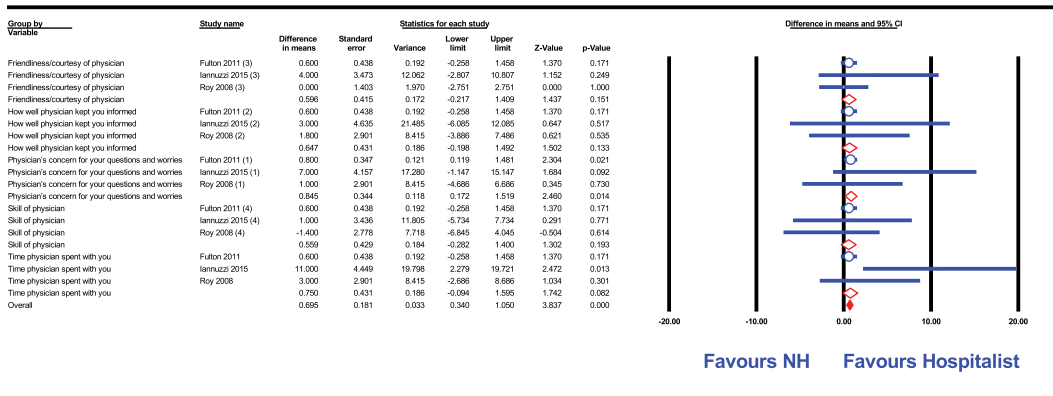 Group by Variable Study name Statistics for each study Difference in means and 95% CI
Difference in means Standard error Variance Lower limit Upper limit Z-Value p-Value
Friendliness/courtesy of physician Fulton 2011 (3) 0.600 0.438 0.192 -0.258 1.458 1.370 0.171
Friendliness/courtesy of physician Iannuzzi 2015 (3) 4.000 3.473 12.062 -2.807 10.807 1.152 0.249
Friendliness/courtesy of physician Roy 2008 (3) 0.000 1.403 1.970 -2.751 2.751 0.000 1.000
Friendliness/courtesy of physician 0.596 0.415 0.172 -0.217 1.409 1.437 0.151
How well physician kept you informed Fulton 2011 (2) 0.600 0.438 0.192 -0.258 1.458 1.370 0.171
How well physician kept you informed Iannuzzi 2015 (2) 3.000 4.635 21.485 -6.085 12.085 0.647 0.517
How well physician kept you informed Roy 2008 (2) 1.800 2.901 8.415 -3.886 7.486 0.621 0.535
How well physician kept you informed 0.647 0.431 0.186 -0.198 1.492 1.502 0.133
Physician's concern for your questions and worries Fulton 2011 (1) 0.800 0.347 0.121 0.119 1.481 2.304 0.021
Physician's concern for your questions and worries Iannuzzi 2015 (1) 7.000 4.157 17.280 -1.147 15.147 1.684 0.092
Physician's concern for your questions and worries Roy 2008 (1) 1.000 2.901 8.415 -4.686 6.686 0.345 0.730
Physician's concern for your questions and worries 0.845 0.344 0.118 0.172 1.519 2.460 0.014
Skill of physician Fulton 2011 (4) 0.600 0.438 0.192 -0.258 1.458 1.370 0.171
Skill of physician Iannuzzi 2015 (4) 1.000 3.436 11.805 -5.734 7.734 0.291 0.771
Skill of physician Roy 2008 (4) -1.400 2.778 7.718 -6.845 4.045 -0.504 0.614
Skill of physician 0.559 0.429 0.184 -0.282 1.400 1.302 0.193
Time physician spent with you Fulton 2011 0.600 0.438 0.192 -0.258 1.458 1.370 0.171
Time physician spent with you Iannuzzi 2015 11.000 4.449 19.798 2.279 19.721 2.472 0.013
Time physician spent with you Roy 2008 3.000 2.901 8.415 -2.686 8.686 1.034 0.301
Time physician spent with you 0.750 0.431 0.186 -0.094 1.595 1.742 0.082
Overall 0.695 0.181 0.033 0.340 1.050 3.837 0.000
-20.00 -10.00 0.00 10.00 20.00
Favours NH Favours Hospitalist